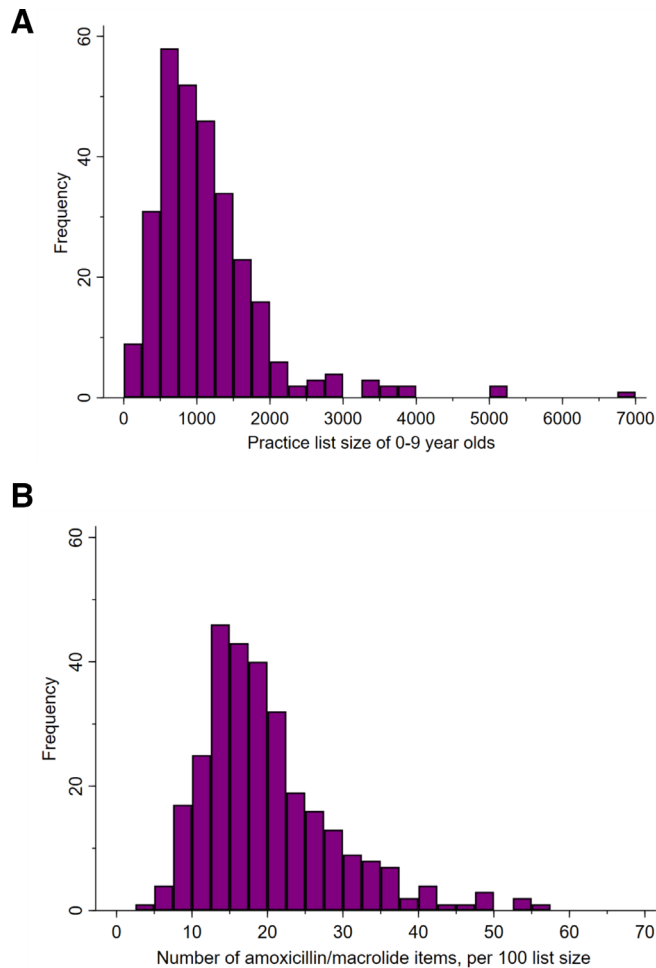 A
60
40
20
0
Frequency
0 1000 2000 3000 4000 5000 6000 7000
Practice list size of 0-9 year olds
B
60
40
20
0
Frequency
0 10 20 30 40 50 60 70
Number of amoxicillin/macrolide items, per 100 list size